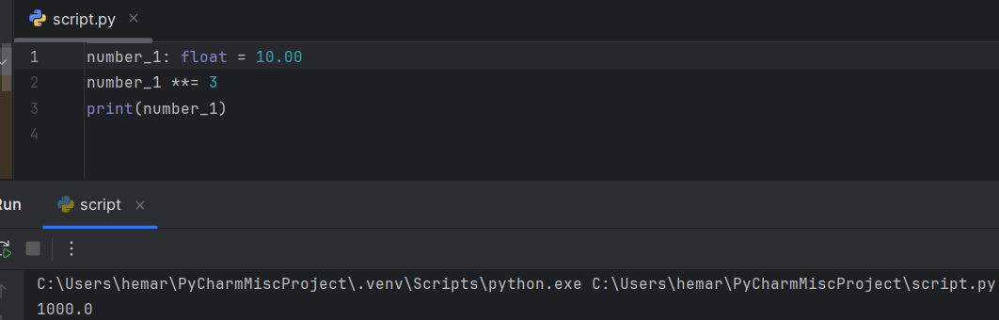 script.py ×
1 number_1: float = 10.00
2 number_1 **= 3
3 print(number_1)
4
Run script ×
C:\Users\hemar\PyCharmMiscProject\.venv\Scripts\python.exe C:\Users\hemar\PyCharmMiscProject\script.py
1000.0